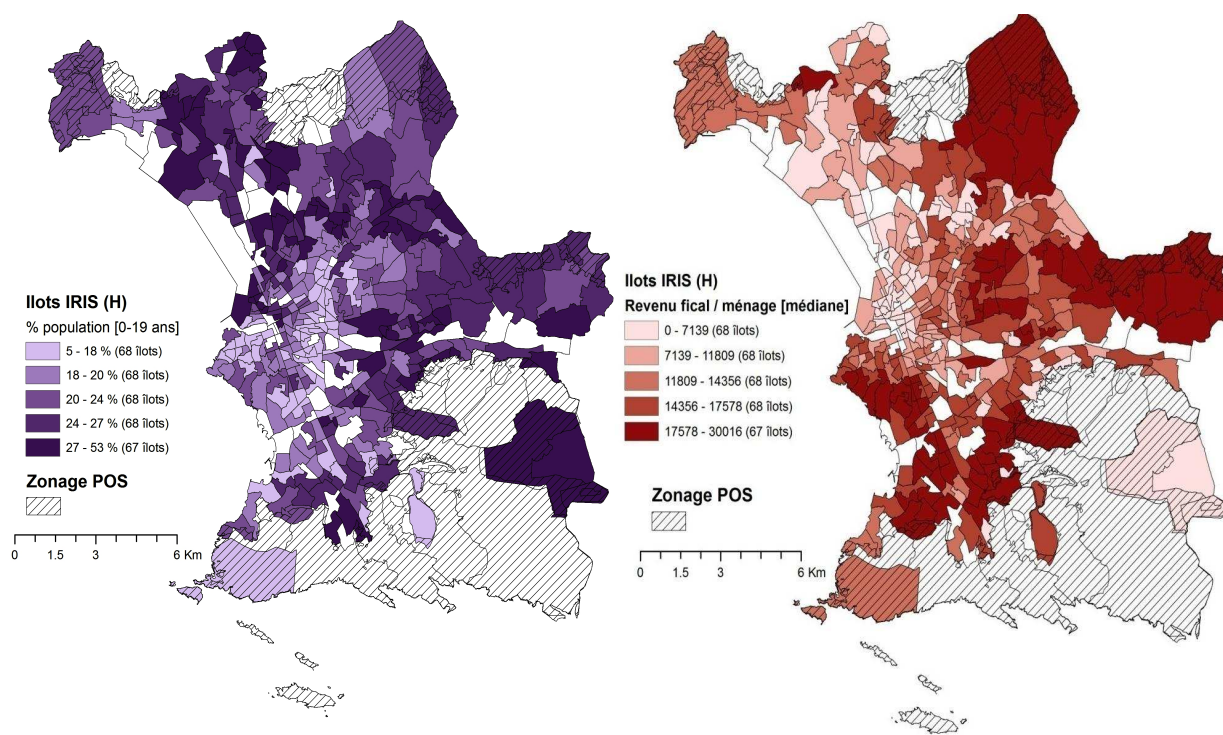 Ilots IRIS (H)
% population [0-19 ans]
5 - 18 % (68 îlots)
18 - 20 % (68 îlots)
20 - 24 % (68 îlots)
24 - 27 % (68 îlots)
27 - 53 % (67 îlots)
Zonage POS
0 1.5 3 6 Km
Ilots IRIS (H)
Revenu fical / ménage [médiane]
0 - 7139 (68 îlots)
7139 - 11809 (68 îlots)
11809 - 14356 (68 îlots)
14356 - 17578 (68 îlots)
17578 - 30016 (67 îlots)
Zonage POS
0 1.5 3 6 Km